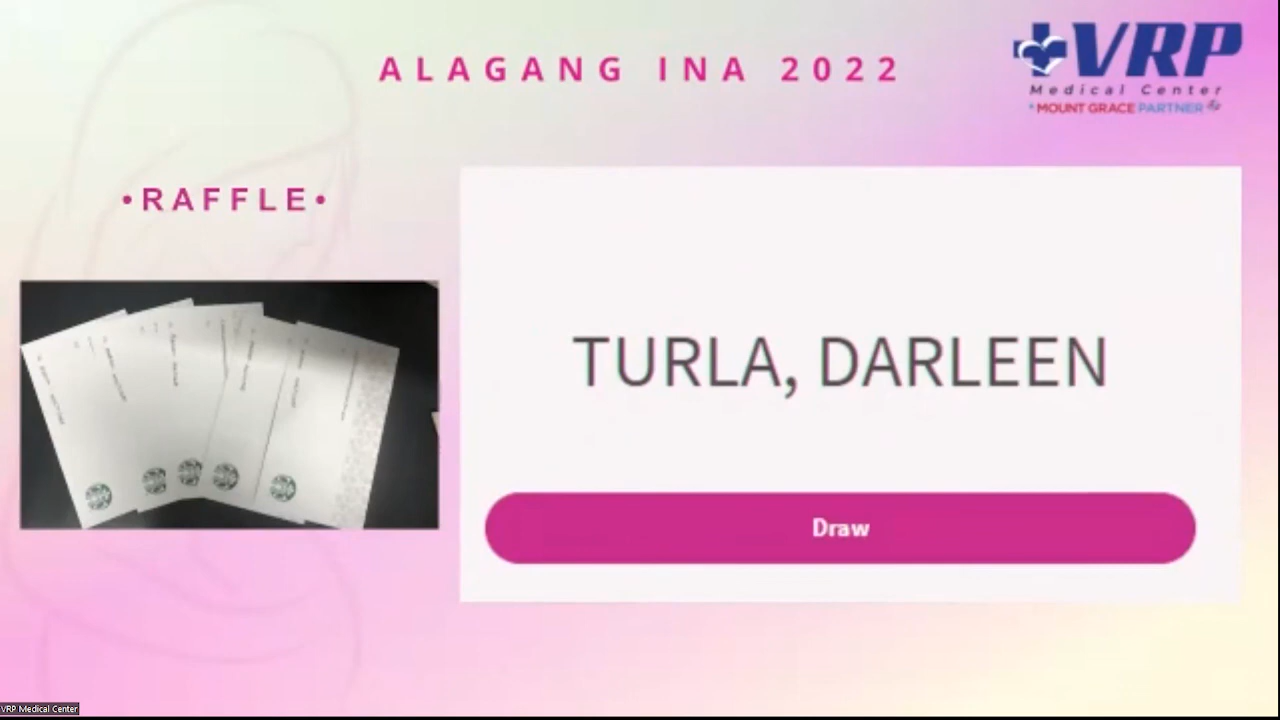 ALAGANG INA 2022
VRP
Medical Center
MOUNT GRACE PARTNER
•RAFFLE•
TURLA, DARLEEN
Draw
VRP Medical Center